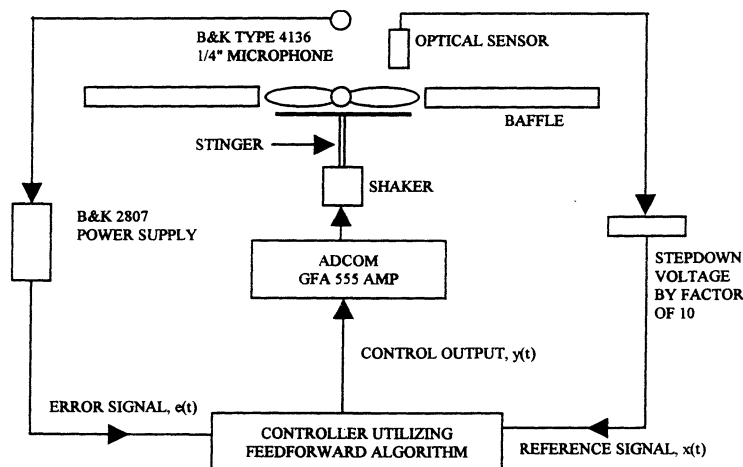 B&K TYPE 4136
1/4" MICROPHONE
OPTICAL SENSOR
BAFFLE
STINGER
SHAKER
B&K 2807
POWER SUPPLY
ADCOM
GFA 555 AMP
STEPDOWN
VOLTAGE
BY FACTOR
OF 10
CONTROL OUTPUT, y(t)
ERROR SIGNAL, e(t)
CONTROLLER UTILIZING
FEEDFORWARD ALGORITHM
REFERENCE SIGNAL, x(t)